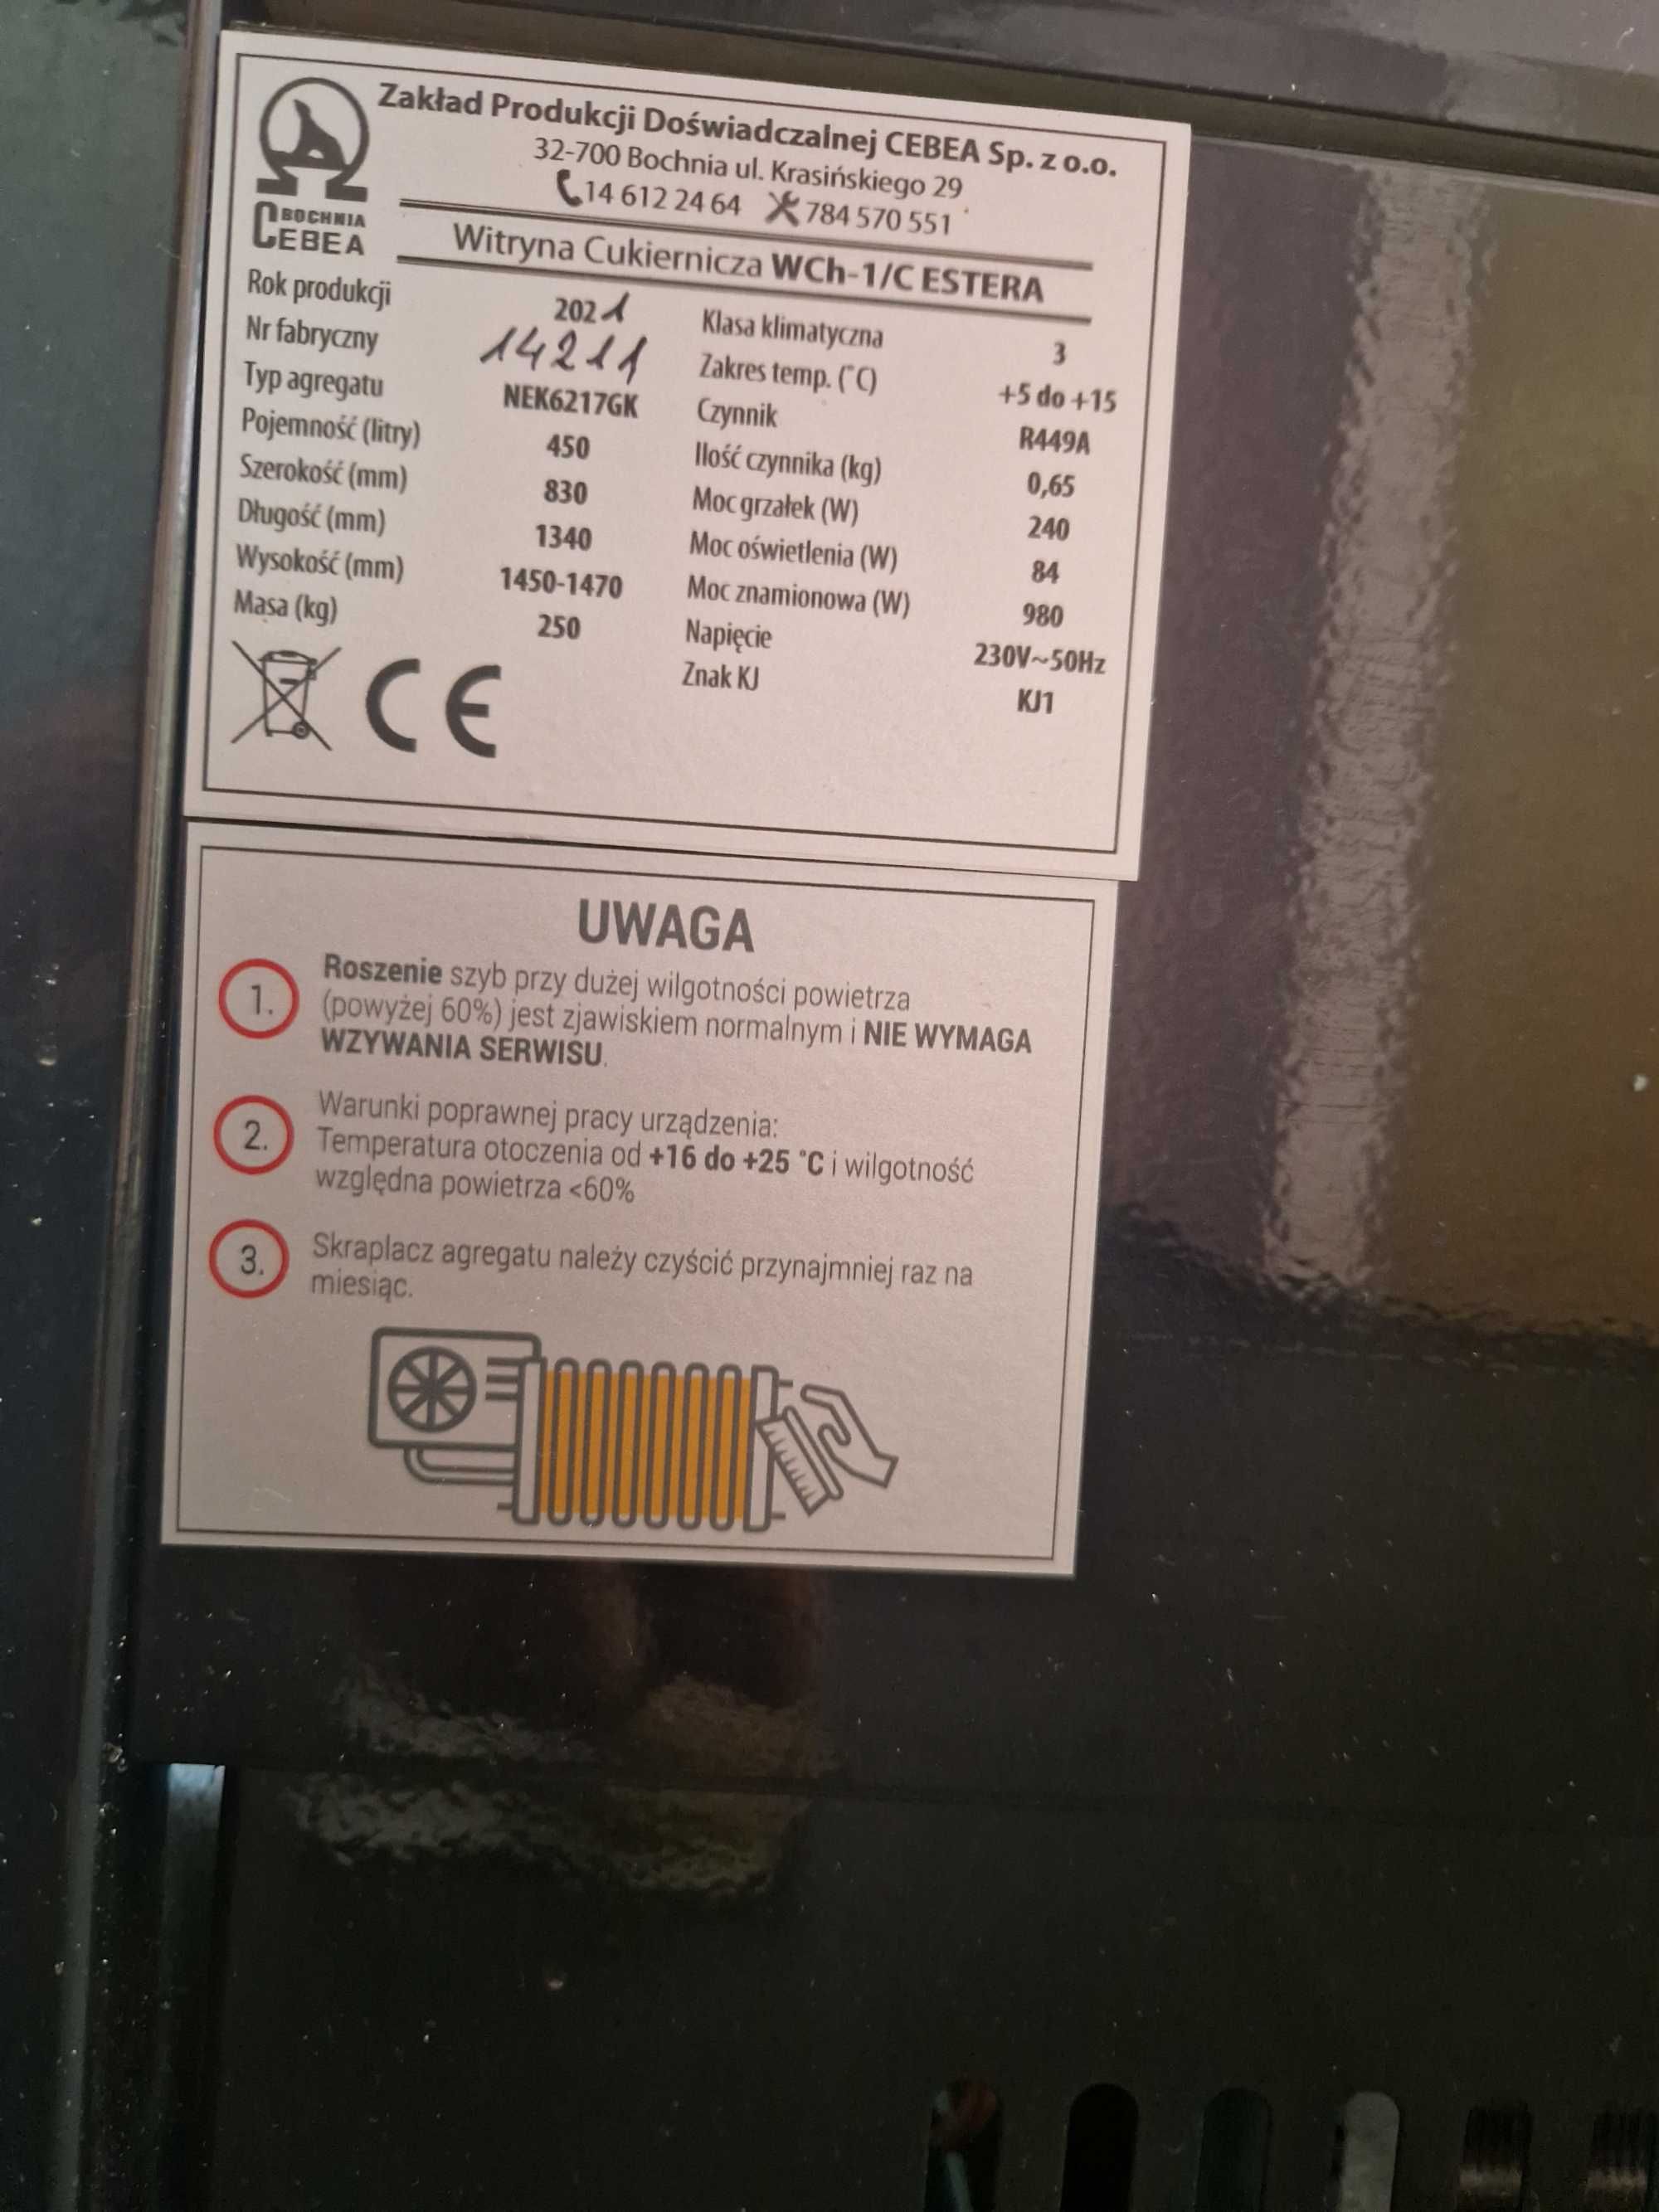 Zakład Produkcji Doświadczalnej CEBEA Sp. z o.o.
32-700 Bochnia ul. Krasińskiego 29
14 612 24 64 784 570 551
BOCHNIA
CEBEA
Witryna Cukiernicza WCh-1/C ESTERA
Rok produkcji 2021
Nr fabryczny 14211
Typ agregatu NEK6217GK
Pojemność (litry) 450
Szerokość (mm) 830
Długość (mm) 1340
Wysokość (mm) 1450-1470
Masa (kg) 250
Klasa klimatyczna 3
Zakres temp. (°C) +5 do +15
Czynnik R449A
Ilość czynnika (kg) 0,65
Moc grzałek (W) 240
Moc oświetlenia (W) 84
Moc znamionowa (W) 980
Napięcie 230V~50Hz
Znak KJ KJ1
CE
UWAGA
1. Roszenie szyb przy dużej wilgotności powietrza
(powyżej 60%) jest zjawiskiem normalnym i NIE WYMAGA
WZYWANIA SERWISU.
2. Warunki poprawnej pracy urządzenia:
Temperatura otoczenia od +16 do +25 °C i wilgotność
względna powietrza <60%
3. Skraplacz agregatu należy czyścić przynajmniej raz na
miesiąc.